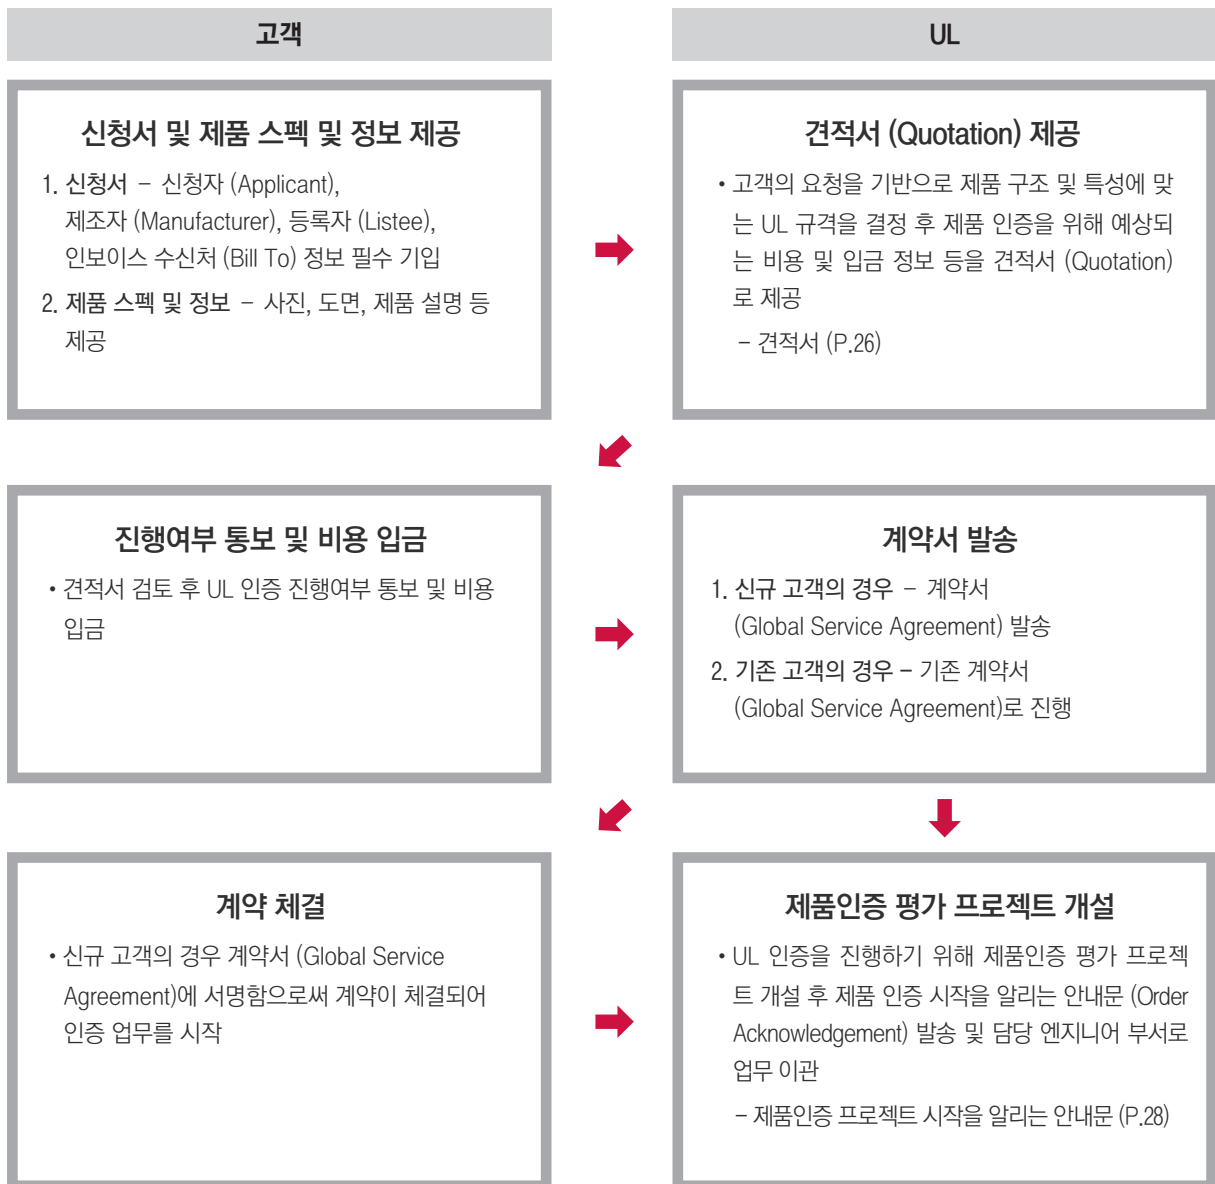 고객
UL
신청서 및 제품 스펙 및 정보 제공
1. 신청서 – 신청자 (Applicant),
제조자 (Manufacturer), 등록자 (Listee),
인보이스 수신처 (Bill To) 정보 필수 기입
2. 제품 스펙 및 정보 – 사진, 도면, 제품 설명 등
제공
견적서 (Quotation) 제공
• 고객의 요청을 기반으로 제품 구조 및 특성에 맞
는 UL 규격을 결정 후 제품 인증을 위해 예상되
는 비용 및 입금 정보 등을 견적서 (Quotation)
로 제공
– 견적서 (P.26)
진행여부 통보 및 비용 입금
• 견적서 검토 후 UL 인증 진행여부 통보 및 비용
입금
계약서 발송
1. 신규 고객의 경우 – 계약서
(Global Service Agreement) 발송
2. 기존 고객의 경우 – 기존 계약서
(Global Service Agreement)로 진행
계약 체결
• 신규 고객의 경우 계약서 (Global Service
Agreement)에 서명함으로써 계약이 체결되어
인증 업무를 시작
제품인증 평가 프로젝트 개설
• UL 인증을 진행하기 위해 제품인증 평가 프로젝
트 개설 후 제품 인증 시작을 알리는 안내문 (Order
Acknowledgement) 발송 및 담당 엔지니어 부서로
업무 이관
– 제품인증 프로젝트 시작을 알리는 안내문 (P.28)